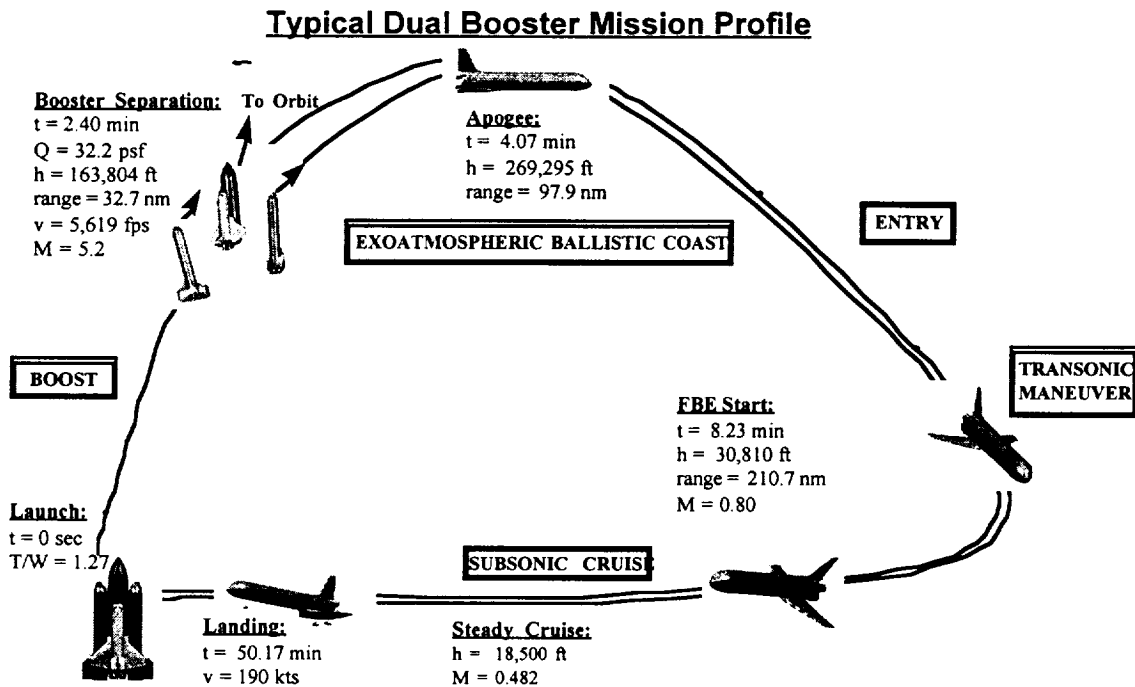 Typical Dual Booster Mission Profile
Booster Separation:
t = 2.40 min
Q = 32.2 psf
h = 163,804 ft
range = 32.7 nm
v = 5,619 fps
M = 5.2
To Orbit
Apogee:
t = 4.07 min
h = 269,295 ft
range = 97.9 nm
EXOATMOSPHERIC BALLISTIC COAST
ENTRY
BOOST
TRANSONIC
MANEUVER
FBE Start:
t = 8.23 min
h = 30,810 ft
range = 210.7 nm
M = 0.80
Launch:
t = 0 sec
T/W = 1.27
SUBSONIC CRUISE
Landing:
t = 50.17 min
v = 190 kts
Steady Cruise:
h = 18,500 ft
M = 0.482